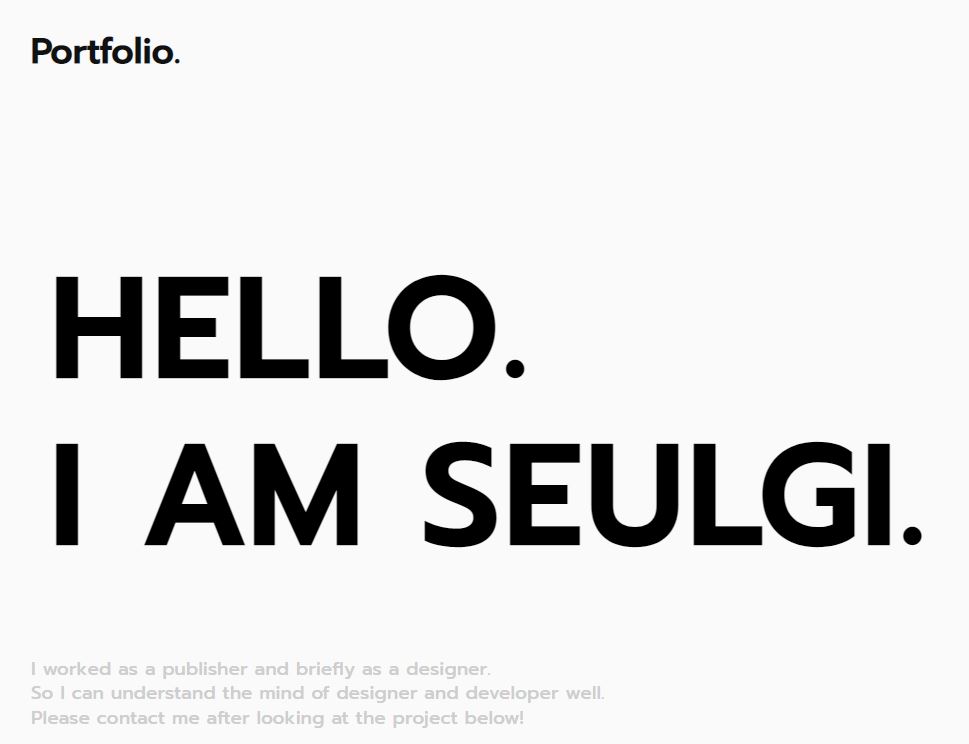 Portfolio.
HELLO.
I AM SEULGI.
I worked as a publisher and briefly as a designer.
So I can understand the mind of designer and developer well.
Please contact me after looking at the project below!